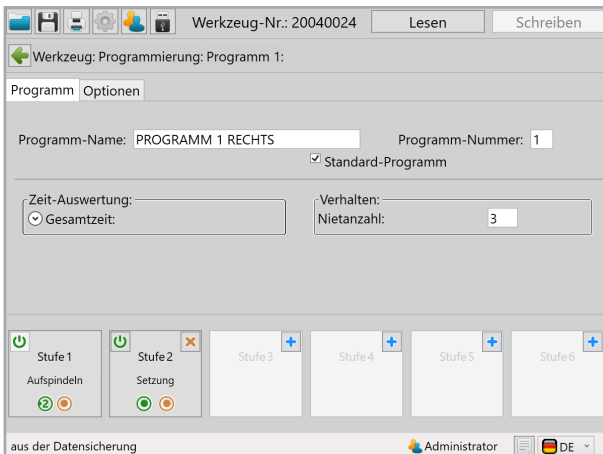 Werkzeug-Nr.: 20040024 Lesen Schreiben
Werkzeug: Programmierung: Programm 1:
Programm Optionen
Programm-Name: PROGRAMM 1 RECHTS Programm-Nummer: 1
Standard-Programm
Zeit-Auswertung: Verhalten:
Gesamtzeit: Nietanzahl: 3
Stufe 1 Stufe 2 Stufe 3 Stufe 4 Stufe 5 Stufe 6
Aufspindeln Setzung
2
aus der Datensicherung Administrator DE